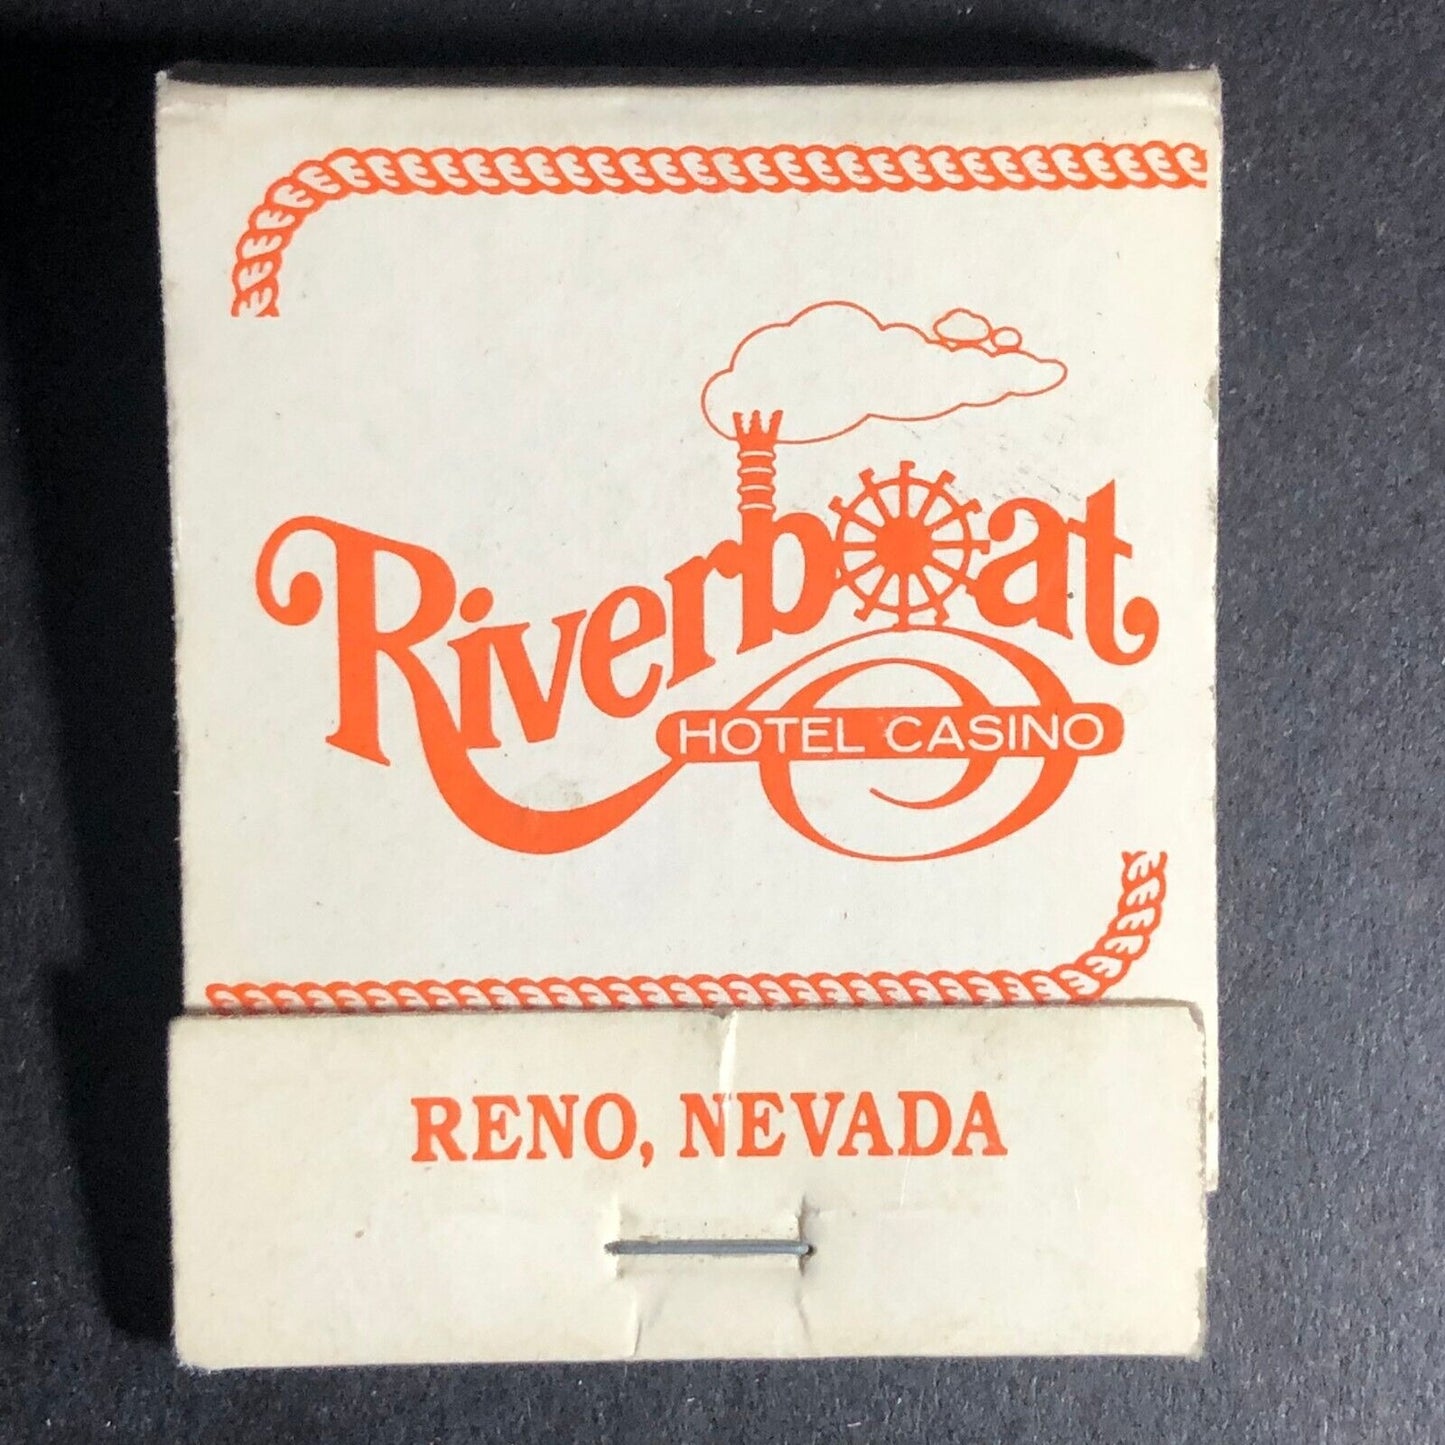 Riverboat
HOTEL CASINO
RENO, NEVADA